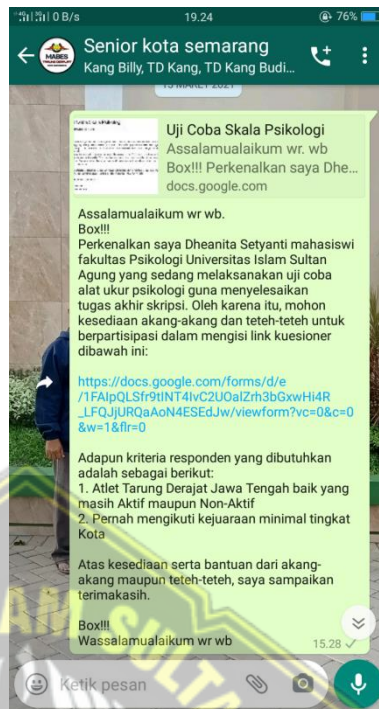 0 B/s
19.24
76%
MABES
Senior kota semarang
Kang Billy, TD Kang, TD Kang Budi...
15 MARET 2021
Uji Coba Skala Psikologi
Assalamualaikum wr. wb
Box!!! Perkenalkan saya Dhe...
docs.google.com
Assalamualaikum wr wb.
Box!!!
Perkenalkan saya Dheanita Setyanti mahasiswi
fakultas Psikologi Universitas Islam Sultan
Agung yang sedang melaksanakan uji coba
alat ukur psikologi guna menyelesaikan
tugas akhir skripsi. Oleh karena itu, mohon
kesediaan akang-akang dan teteh-teteh untuk
berpartisipasi dalam mengisi link kuesioner
dibawah ini:
https://docs.google.com/forms/d/e
/1FAIpQLSfr9tINT4IvC2UOaIZrh3bGxwHi4R
_LFQJjURQaAoN4ESEdJw/viewform?vc=0&c=0
&w=1&flr=0
Adapun kriteria responden yang dibutuhkan
adalah sebagai berikut:
1. Atlet Tarung Derajat Jawa Tengah baik yang
masih Aktif maupun Non-Aktif
2. Pernah mengikuti kejuaraan minimal tingkat
Kota
Atas kesediaan serta bantuan dari akang-
akang maupun teteh-teteh, saya sampaikan
terimakasih.
Box!!!
Wassalamualaikum wr wb
15.28
Ketik pesan